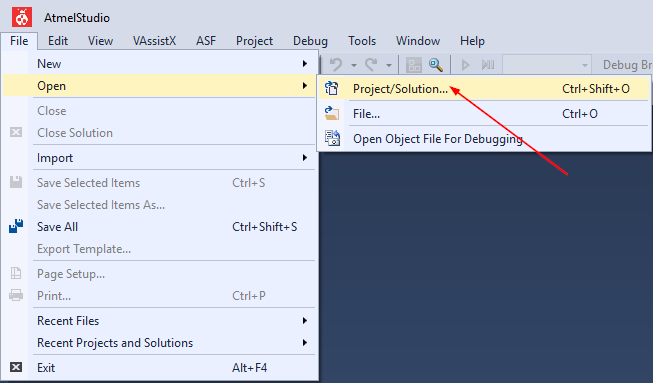 AtmelStudio
File Edit View VAssistX ASF Project Debug Tools Window Help
Debug Br
New
Open
Close
Close Solution
Import
Save Selected Items Ctrl+S
Save Selected Items As...
Save All Ctrl+Shift+S
Export Template...
Page Setup...
Print... Ctrl+P
Recent Files
Recent Projects and Solutions
Exit Alt+F4
Project/Solution... Ctrl+Shift+O
File... Ctrl+O
Open Object File For Debugging